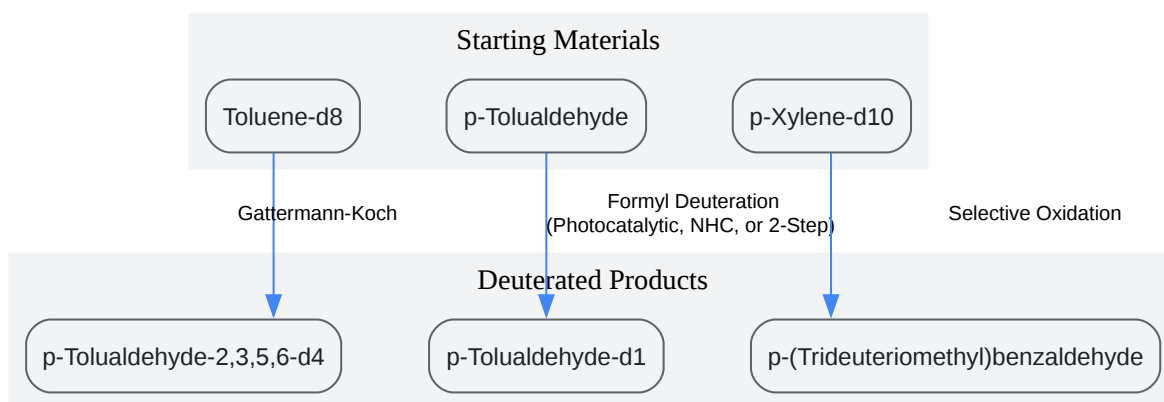 Starting Materials
Toluene-d8
p-Tolualdehyde
p-Xylene-d10
Gattermann-Koch
Formyl Deuteration
(Photocatalytic, NHC, or 2-Step)
Selective Oxidation
Deuterated Products
p-Tolualdehyde-2,3,5,6-d4
p-Tolualdehyde-d1
p-(Trideuteriomethyl)benzaldehyde